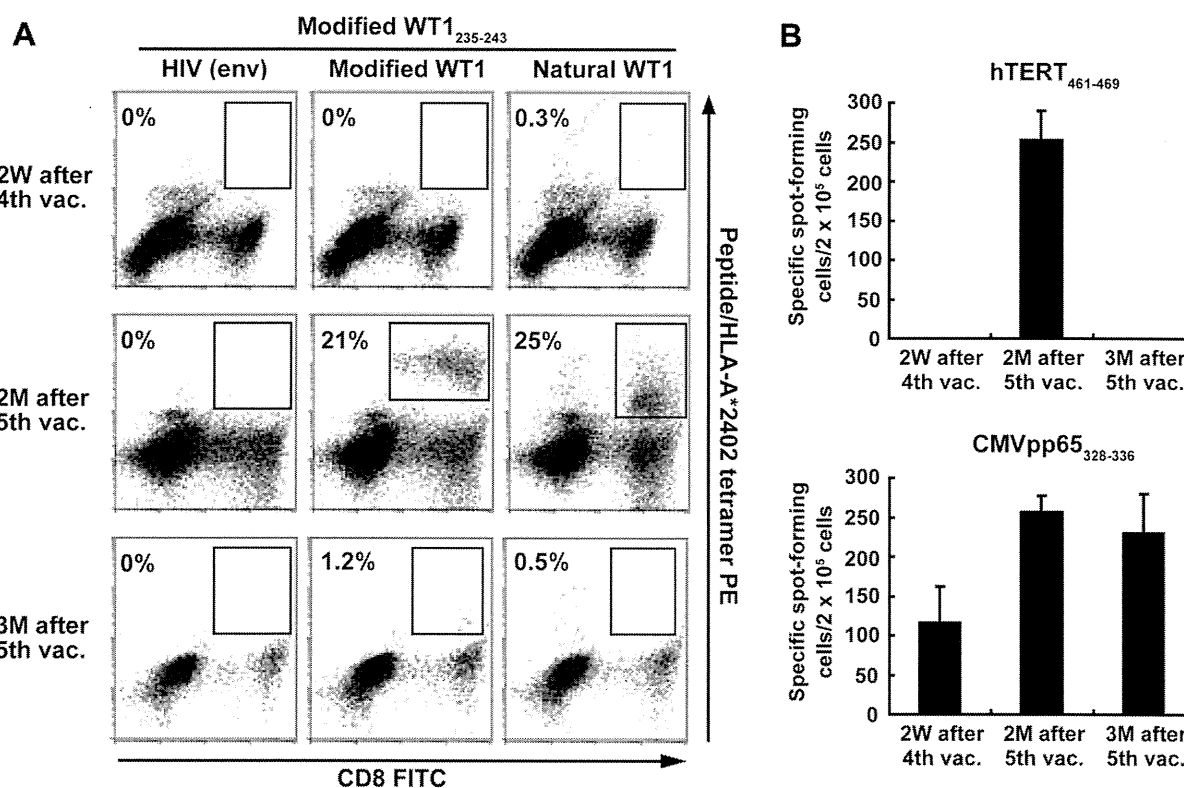 A
Modified WT1235-243
HIV (env) Modified WT1 Natural WT1
2W after
4th vac.
0% 0% 0.3%
2M after
5th vac.
0% 21% 25%
3M after
5th vac.
0% 1.2% 0.5%
CD8 FITC
Peptide/HLA-A*2402 tetramer PE
B
hTERT461-469
Specific spot-forming
cells/2 x 10⁵ cells
300
250
200
150
100
50
0
2W after 2M after 3M after
4th vac. 5th vac. 5th vac.
CMVpp65328-336
Specific spot-forming
cells/2 x 10⁵ cells
300
250
200
150
100
50
0
2W after 2M after 3M after
4th vac. 5th vac. 5th vac.